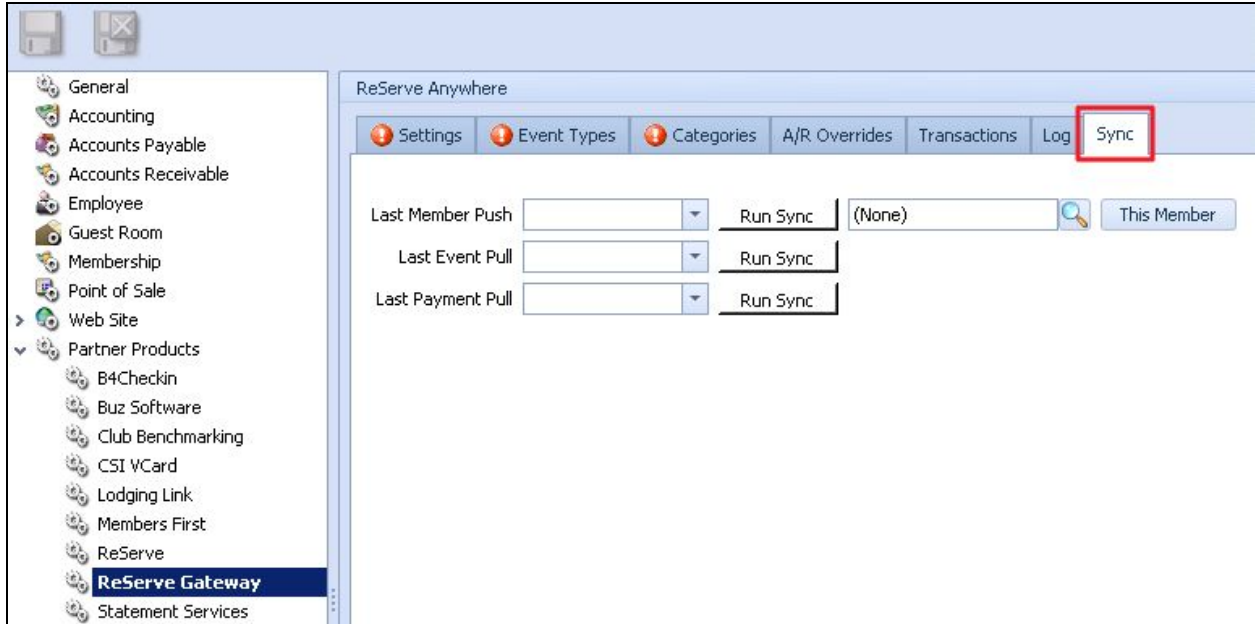 General
Accounting
Accounts Payable
Accounts Receivable
Employee
Guest Room
Membership
Point of Sale
Web Site
Partner Products
B4Checkin
Buz Software
Club Benchmarking
CSI VCard
Lodging Link
Members First
ReServe
ReServe Gateway
Statement Services
ReServe Anywhere
Settings Event Types Categories A/R Overrides Transactions Log Sync
Last Member Push Run Sync (None) This Member
Last Event Pull Run Sync
Last Payment Pull Run Sync